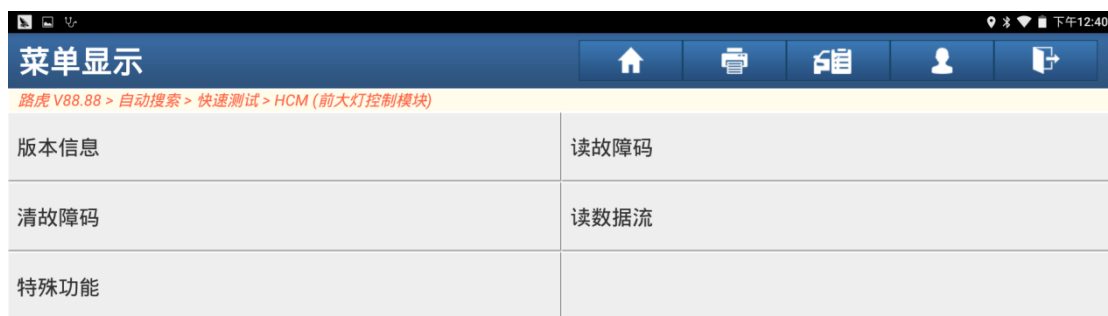 下午12:40
菜单显示
路虎 V88.88 > 自动搜索 > 快速测试 > HCM (前大灯控制模块)
版本信息 读故障码
清故障码 读数据流
特殊功能